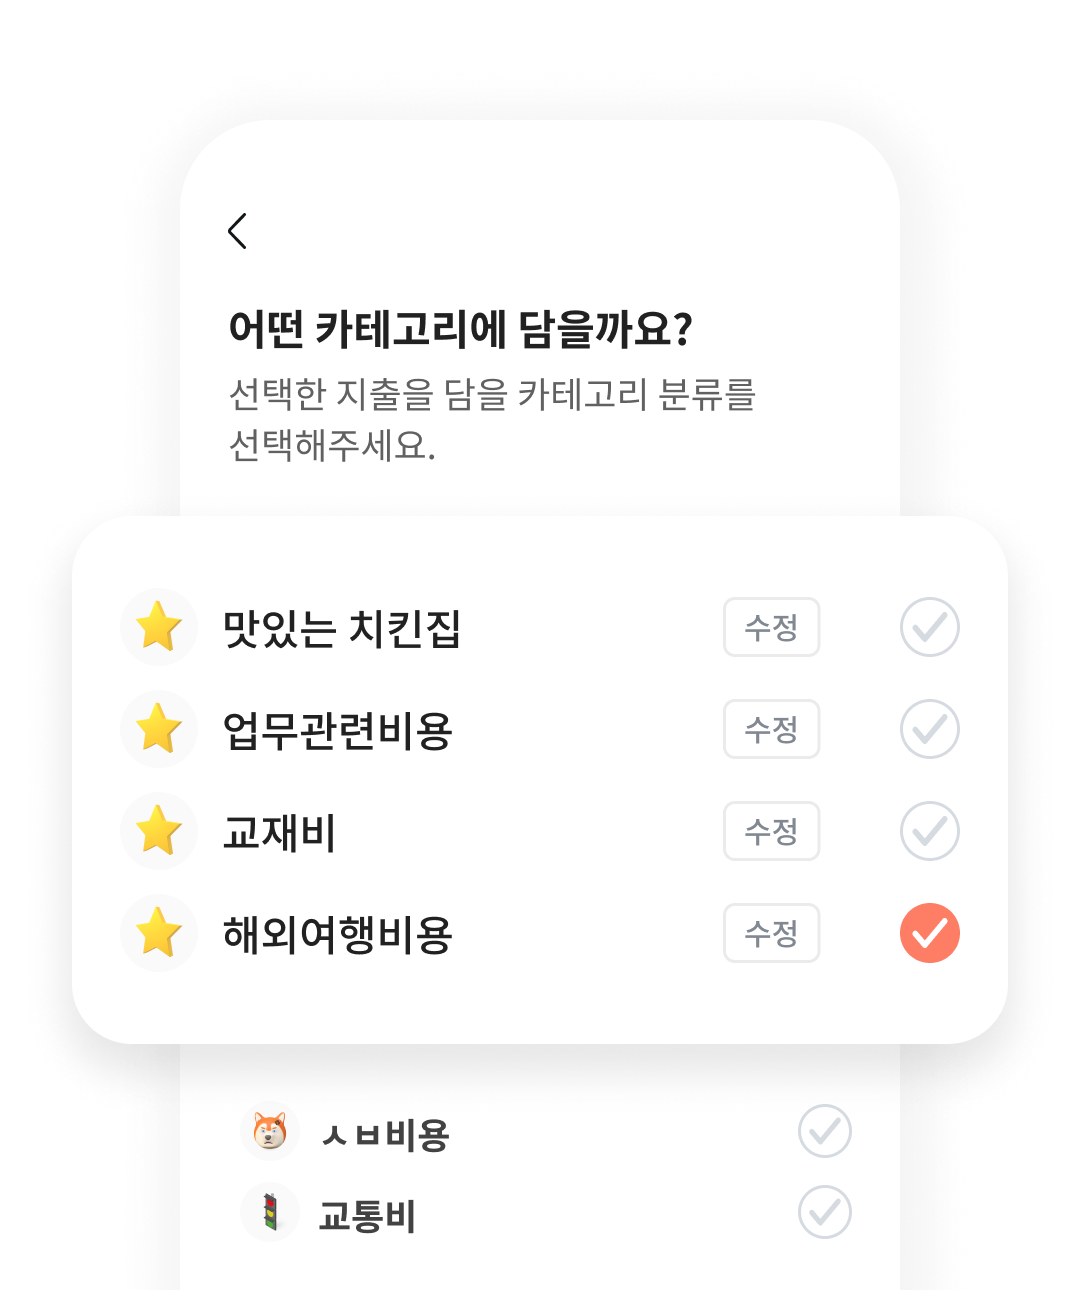 어떤 카테고리에 담을까요?
선택한 지출을 담을 카테고리 분류를
선택해주세요.
맛있는 치킨집 수정
업무관련비용 수정
교재비 수정
해외여행비용 수정
ㅅㅂ비용
교통비